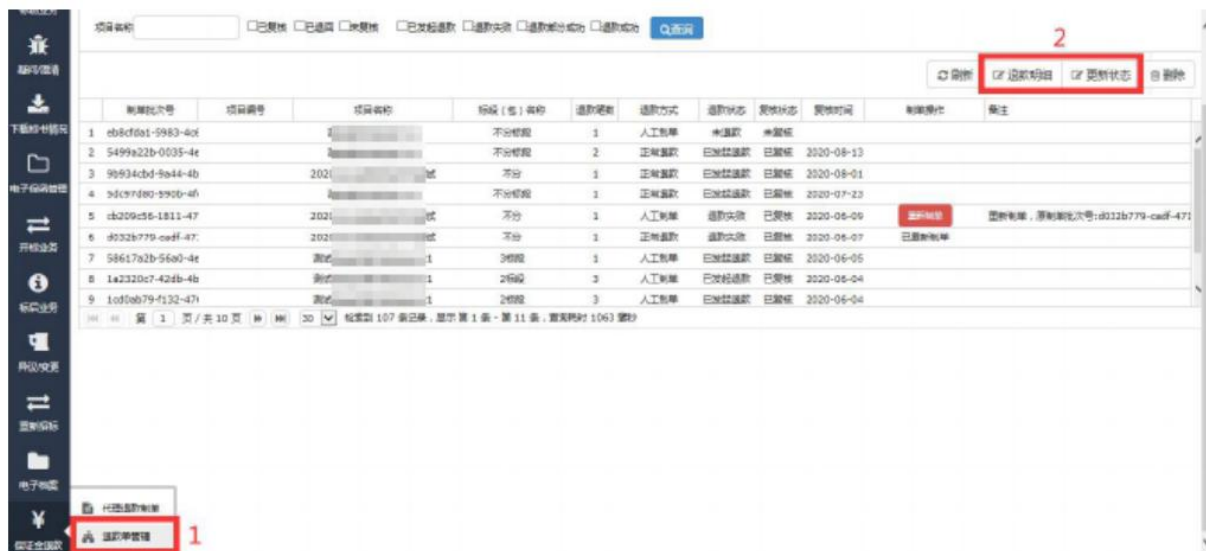 项目名称 □已复核 □已退回 □未复核 □已发起退款 □退款失败 □退款部分成功 □退款成功 查询
2
刷新 退款明细 更新状态 删除
制单批次号 项目编号 项目名称 标段（包）名称 退款笔数 退款方式 退款状态 复核状态 复核时间 制单操作 备注
1 eb8cfda1-5983-4c 不分标段 1 人工制单 未退款 未复核
2 5499a22b-0035-4e 不分标段 2 正常退款 已发起退款 已复核 2020-08-13
3 9b934cbd-9a44-4b 2020 试 不分 1 正常退款 已发起退款 已复核 2020-08-01
4 5dc97d80-590b-4f 不分标段 1 正常退款 已发起退款 已复核 2020-07-23
5 cb209c56-1811-47 2020 试 不分 1 人工制单 退款失败 已复核 2020-06-09 重新制单 重新制单，原制单批次号:d032b779-cadf-471
6 d032b779-cadf-47 2020 试 不分 1 正常退款 退款失败 已复核 2020-06-07 已重新制单
7 58617a2b-56a0-4e 测试 1 3标段 1 人工制单 已发起退款 已复核 2020-06-05
8 1a2320c7-42db-4b 测试 1 2标段 3 人工制单 已发起退款 已复核 2020-06-04
9 1cd0ab79-f132-47 测试 1 2标段 3 人工制单 已发起退款 已复核 2020-06-04
第 1 页/共 10 页 30 检索到 107 条记录，显示 第 1 条 - 第 11 条，查询耗时 1063 毫秒
下载标书情况
电子保函管理
开标业务
标后业务
异议/变更
重新招标
电子档案
保证金退款
代理退款制单
退款单管理 1